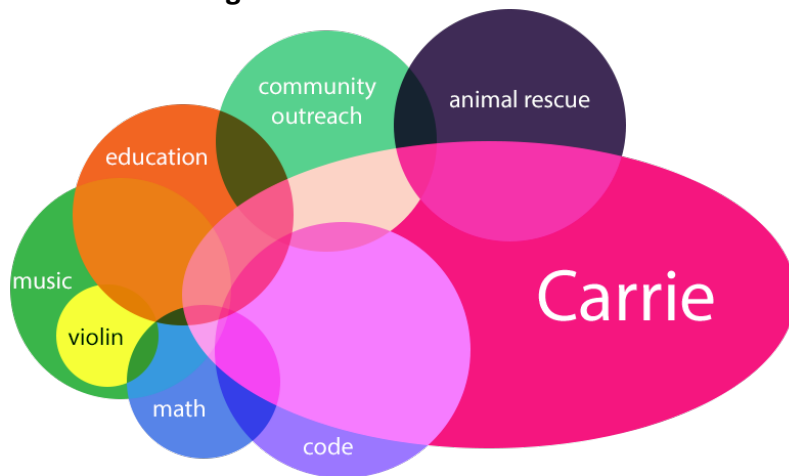 community
outreach
animal rescue
education
music
Carrie
violin
math
code